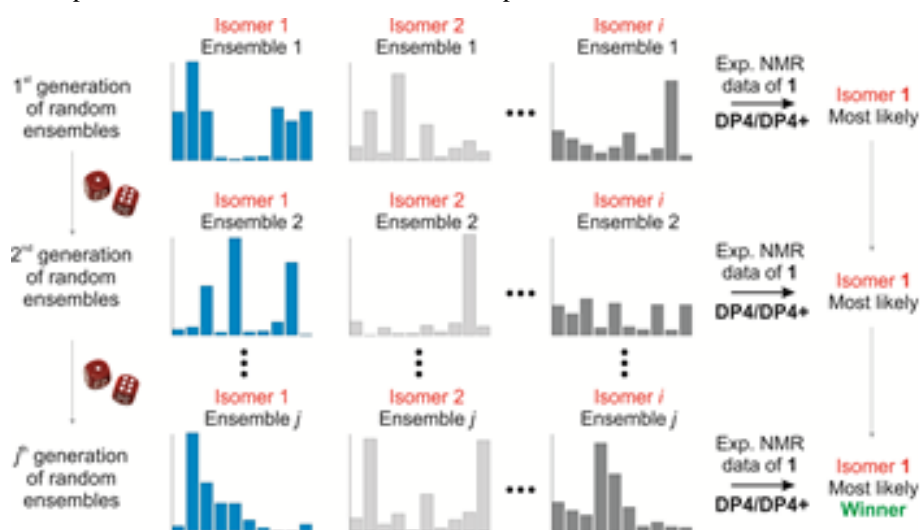 Isomer 1
Ensemble 1
Isomer 2
Ensemble 1
Isomer i
Ensemble 1
1st generation
of random
ensembles
Exp. NMR
data of 1
DP4/DP4+
Isomer 1
Most likely
Isomer 1
Ensemble 2
Isomer 2
Ensemble 2
Isomer i
Ensemble 2
2nd generation
of random
ensembles
Exp. NMR
data of 1
DP4/DP4+
Isomer 1
Most likely
Isomer 1
Ensemble j
Isomer 2
Ensemble j
Isomer i
Ensemble j
jth generation
of random
ensembles
Exp. NMR
data of 1
DP4/DP4+
Isomer 1
Most likely
Winner